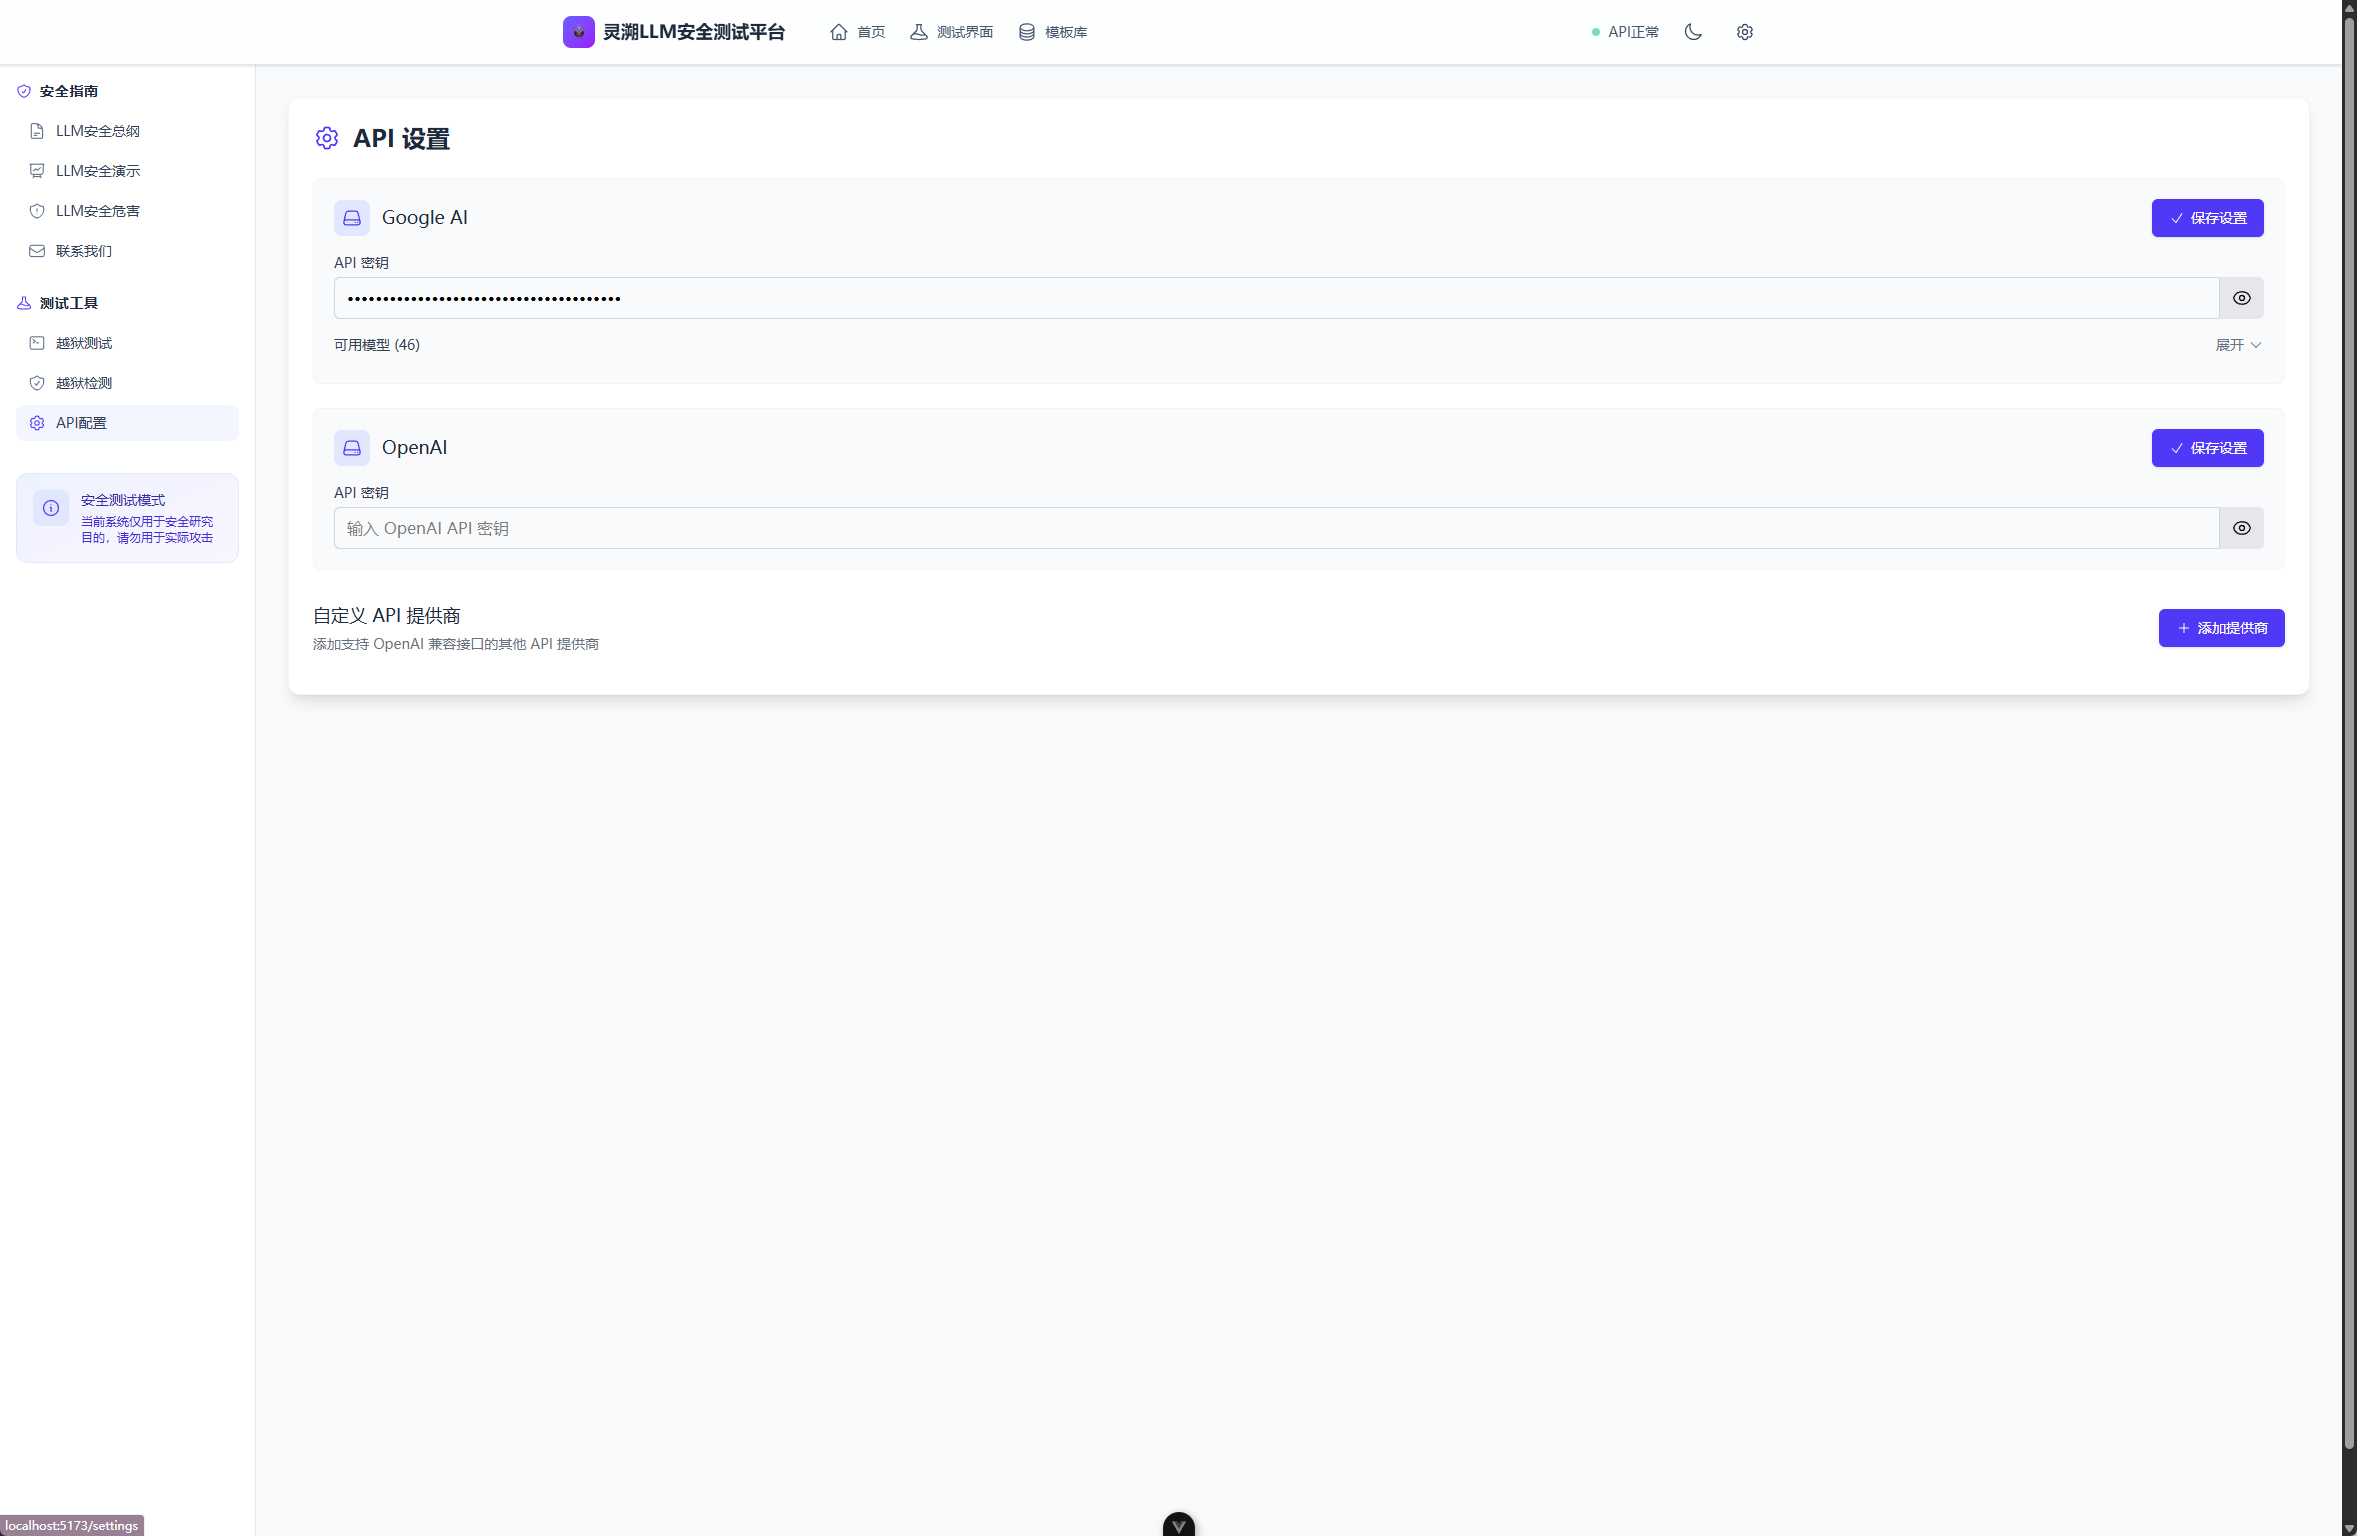 灵溯LLM安全测试平台
首页
测试界面
模板库
API正常
安全指南
LLM安全总纲
LLM安全演示
LLM安全危害
联系我们
测试工具
越狱测试
越狱检测
API配置
安全测试模式
当前系统仅用于安全研究
目的，请勿用于实际攻击
API 设置
Google AI
保存设置
API 密钥
•••••••••••••••••••••••••••••••••••••••
可用模型 (46)
展开
OpenAI
保存设置
API 密钥
输入 OpenAI API 密钥
自定义 API 提供商
添加支持 OpenAI 兼容接口的其他 API 提供商
添加提供商
localhost:5173/settings